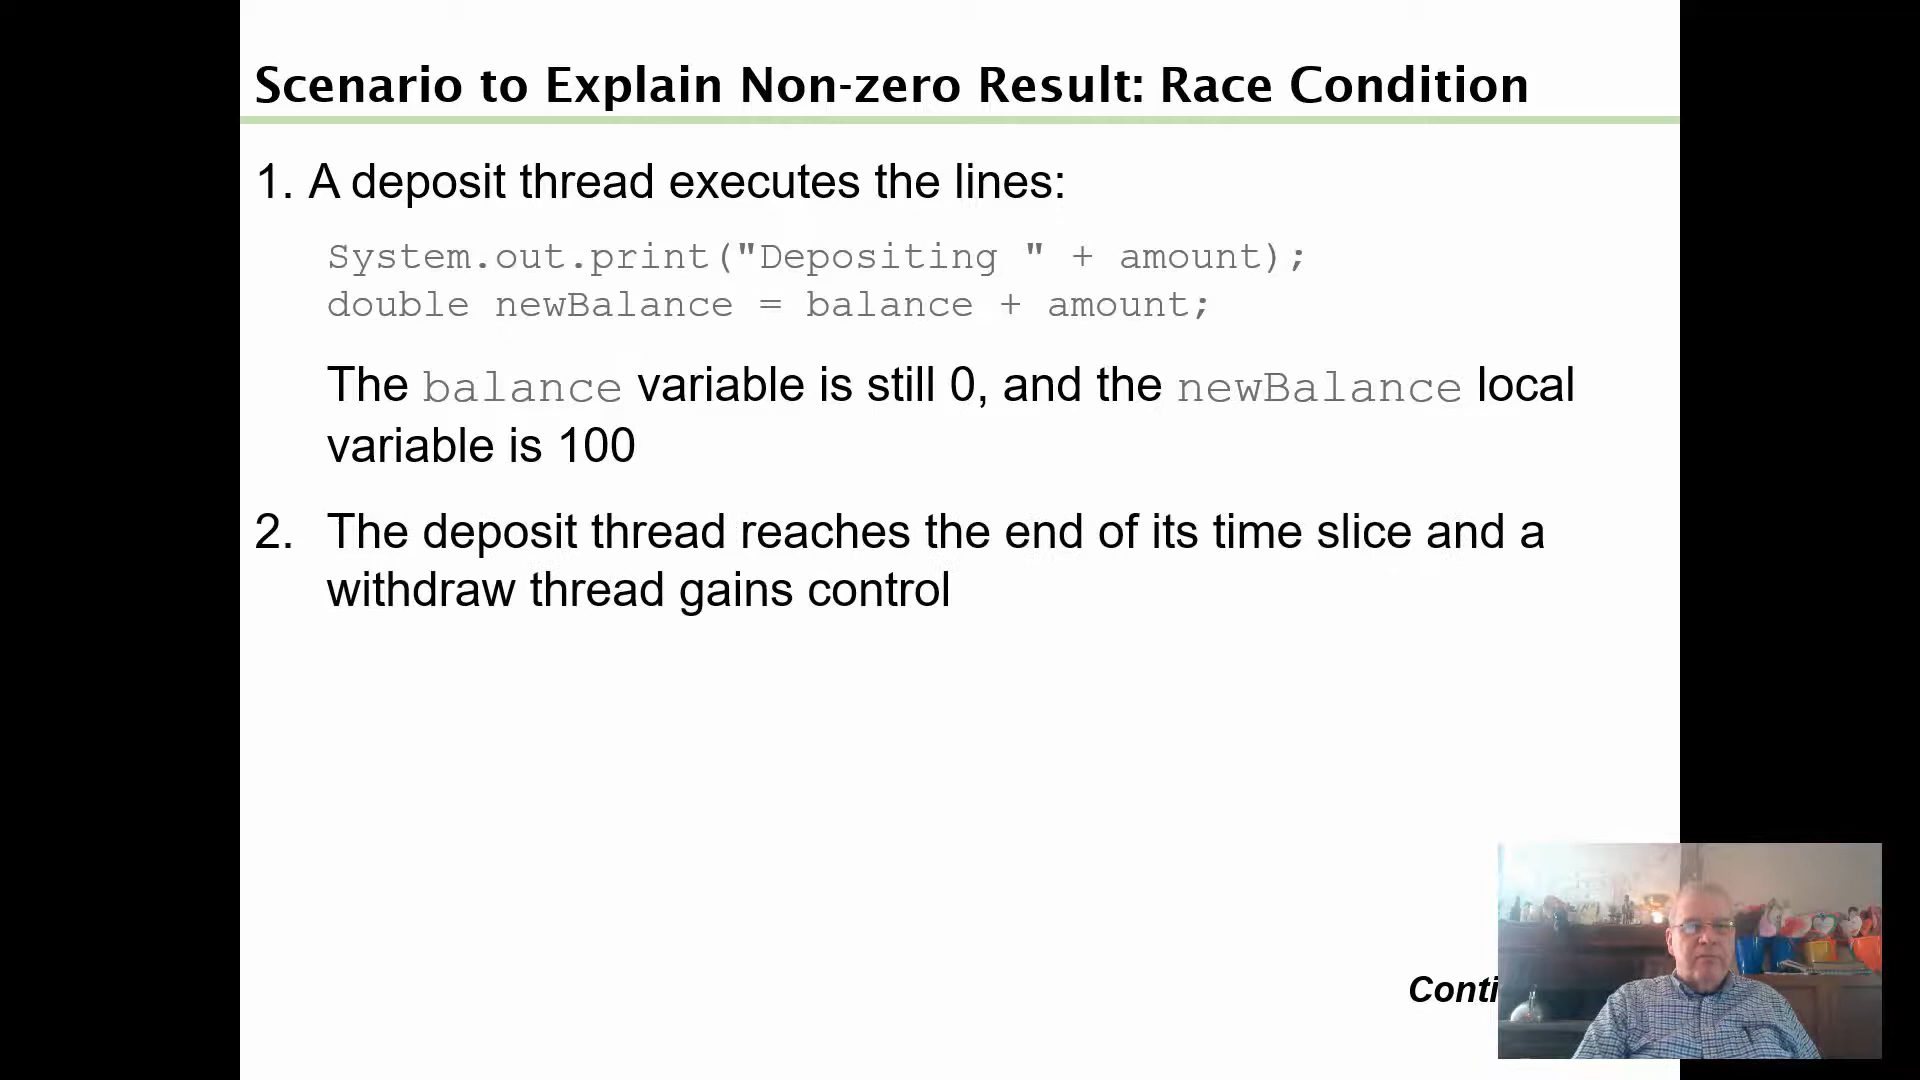 Scenario to Explain Non-zero Result: Race Condition
1. A deposit thread executes the lines:
System.out.print("Depositing " + amount);
double newBalance = balance + amount;
The balance variable is still 0, and the newBalance local
variable is 100
2. The deposit thread reaches the end of its time slice and a
withdraw thread gains control